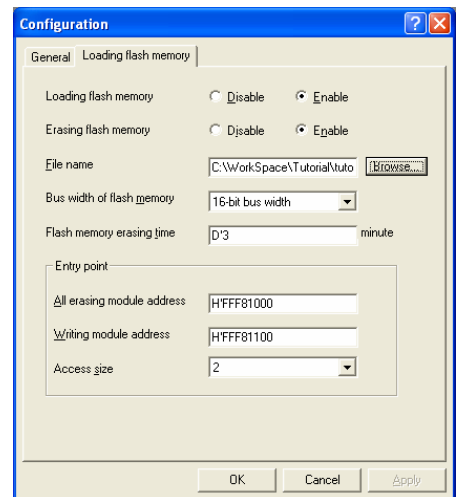 Configuration
General Loading flash memory
Loading flash memory Disable Enable
Erasing flash memory Disable Enable
File name C:\WorkSpace\Tutorial\tuto Browse...
Bus width of flash memory 16-bit bus width
Flash memory erasing time D'3 minute
Entry point
All erasing module address H'FFF81000
Writing module address H'FFF81100
Access size 2
OK Cancel Apply